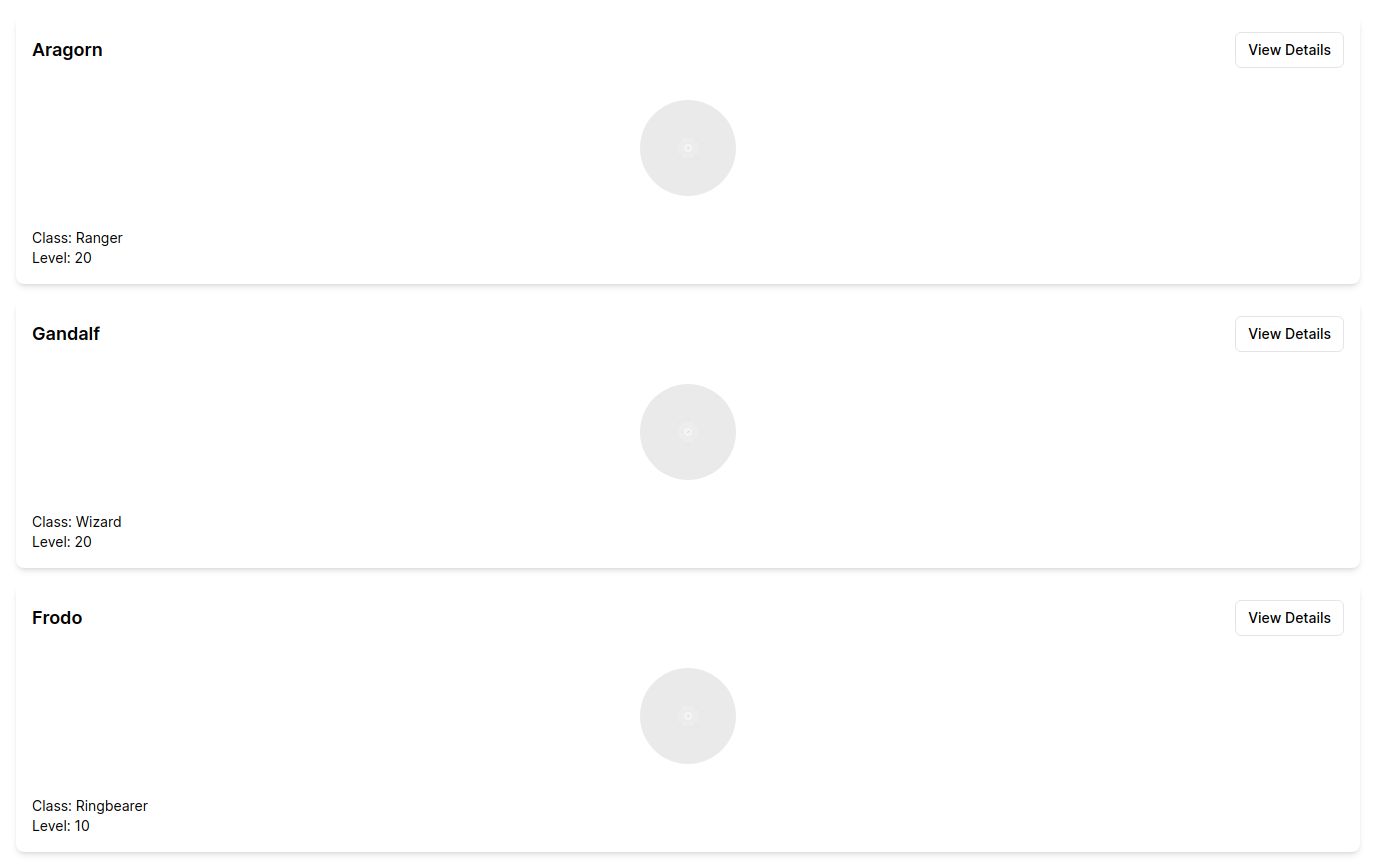 Aragorn
View Details
Class: Ranger
Level: 20
Gandalf
View Details
Class: Wizard
Level: 20
Frodo
View Details
Class: Ringbearer
Level: 10